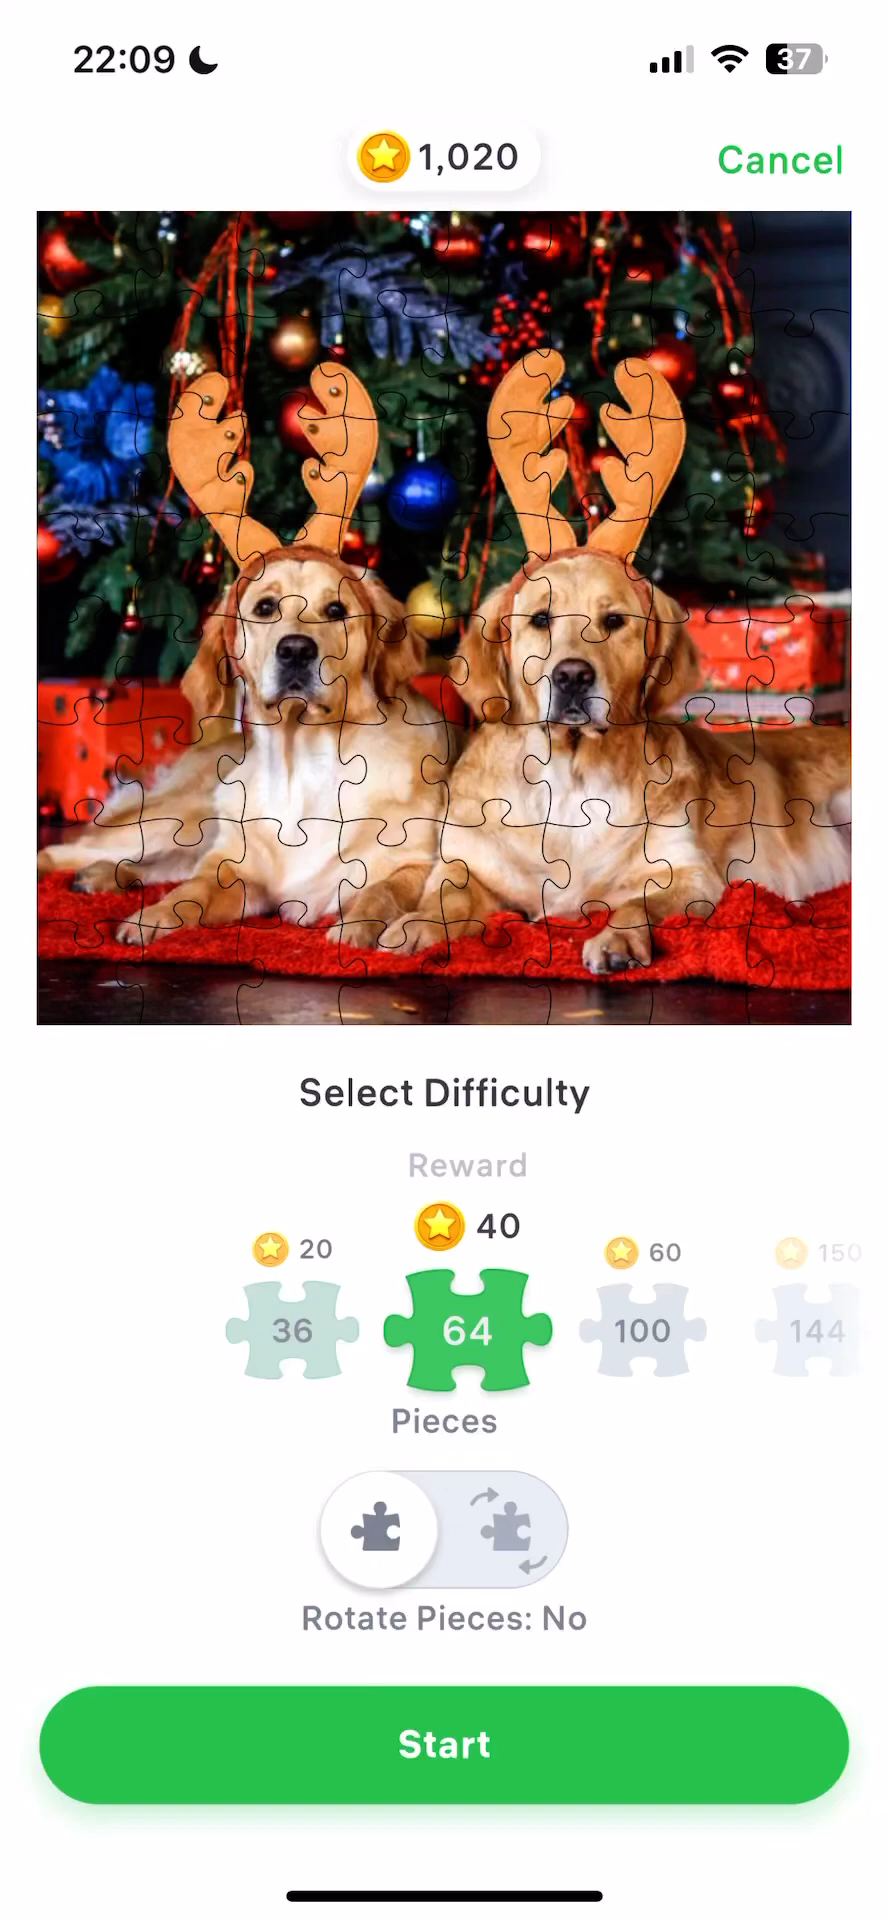 22:09
37
1,020
Cancel
Select Difficulty
Reward
20
40
60
150
36
64
100
144
Pieces
Rotate Pieces: No
Start